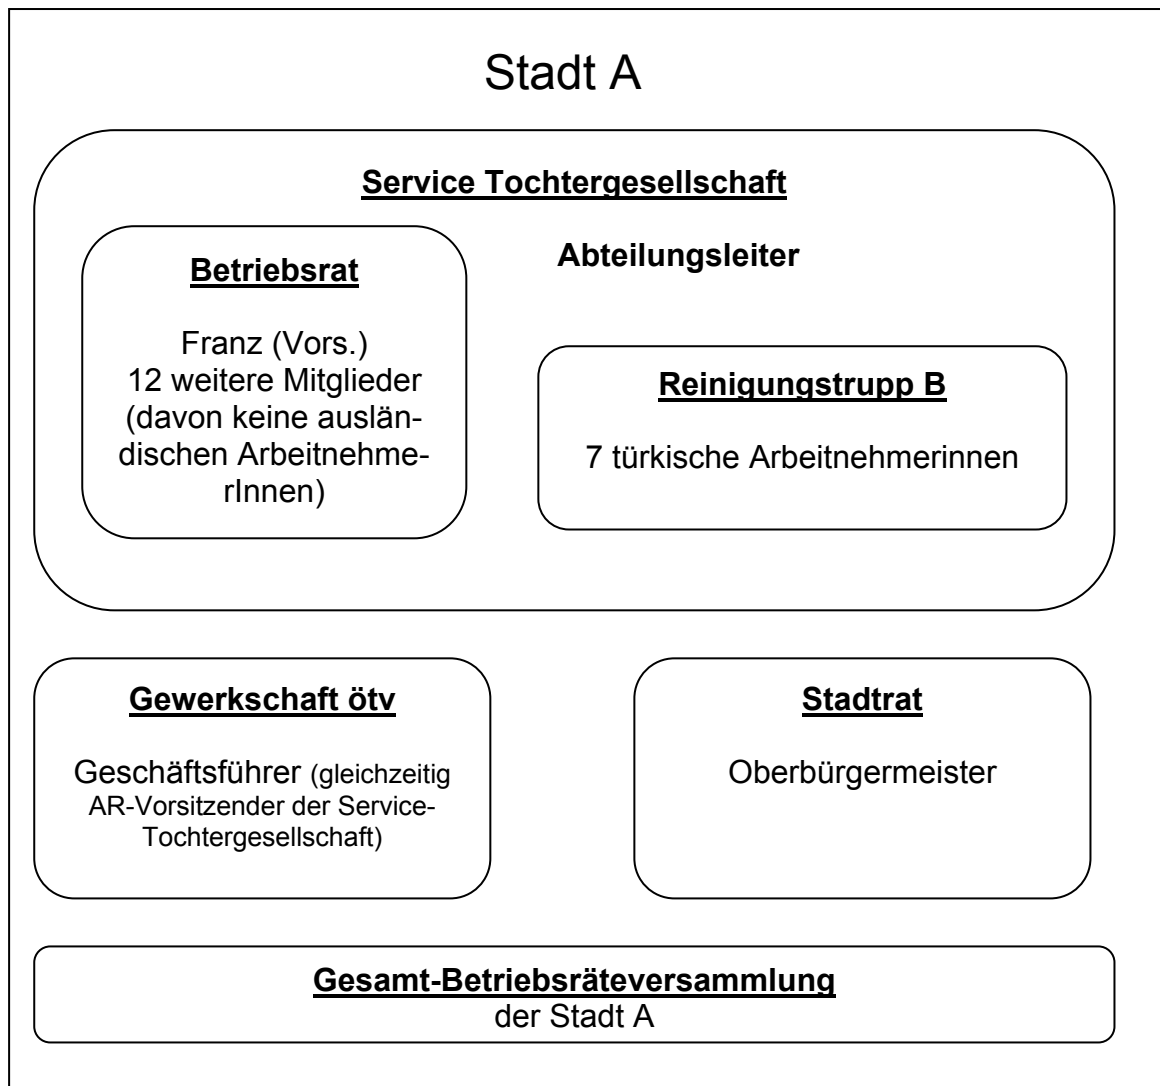 Stadt A
Service Tochtergesellschaft
Betriebsrat
Franz (Vors.)
12 weitere Mitglieder
(davon keine auslän-
dischen Arbeitnehme-
rInnen)
Abteilungsleiter
Reinigungstrupp B
7 türkische Arbeitnehmerinnen
Gewerkschaft ötv
Geschäftsführer (gleichzeitig
AR-Vorsitzender der Service-
Tochtergesellschaft)
Stadtrat
Oberbürgermeister
Gesamt-Betriebsräteversammlung
der Stadt A